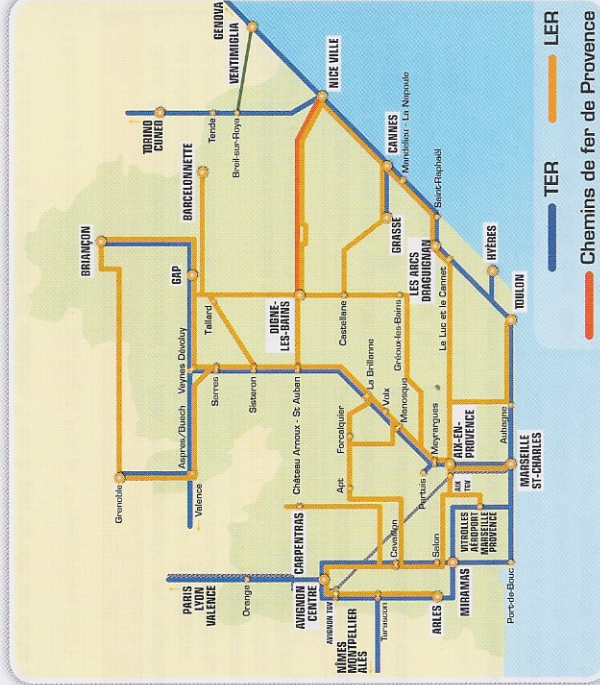 GENOVA
VENTIMIGLIA
NICE VILLE
TORINO
CUNEO
Tende
Breil-sur-Roya
BARCELONNETTE
CANNES
Mandelieu - La Napoule
GRASSE
Saint-Raphaël
LES ARCS
DRAGUIGNAN
HYÈRES
Le Luc et le Cannet
TOULON
BRIANÇON
GAP
Tallard
DIGNE-
LES-BAINS
Castellane
Gréoux-les-Bains
Veynes Dévoluy
Serres
Sisteron
Château Arnoux - St Auban
La Brillanne
Volx
Manosque
Forcalquier
Apt
Meyrargues
AIX-EN-
PROVENCE
Aubagne
Grenoble
Aspres/Buech
Valence
Pertuis
AIX
TGV
MARSEILLE
ST-CHARLES
CARPENTRAS
Cavaillon
Salon
VITROLLES
AÉROPORT
MARSEILLE
PROVENCE
PARIS
LYON
VALENCE
Orange
AVIGNON
CENTRE
AVIGNON TGV
NÎMES
MONTPELLIER
ALES
Tarascon
ARLES
MIRAMAS
Port-de-Bouc
TER
LER
Chemins de fer de Provence